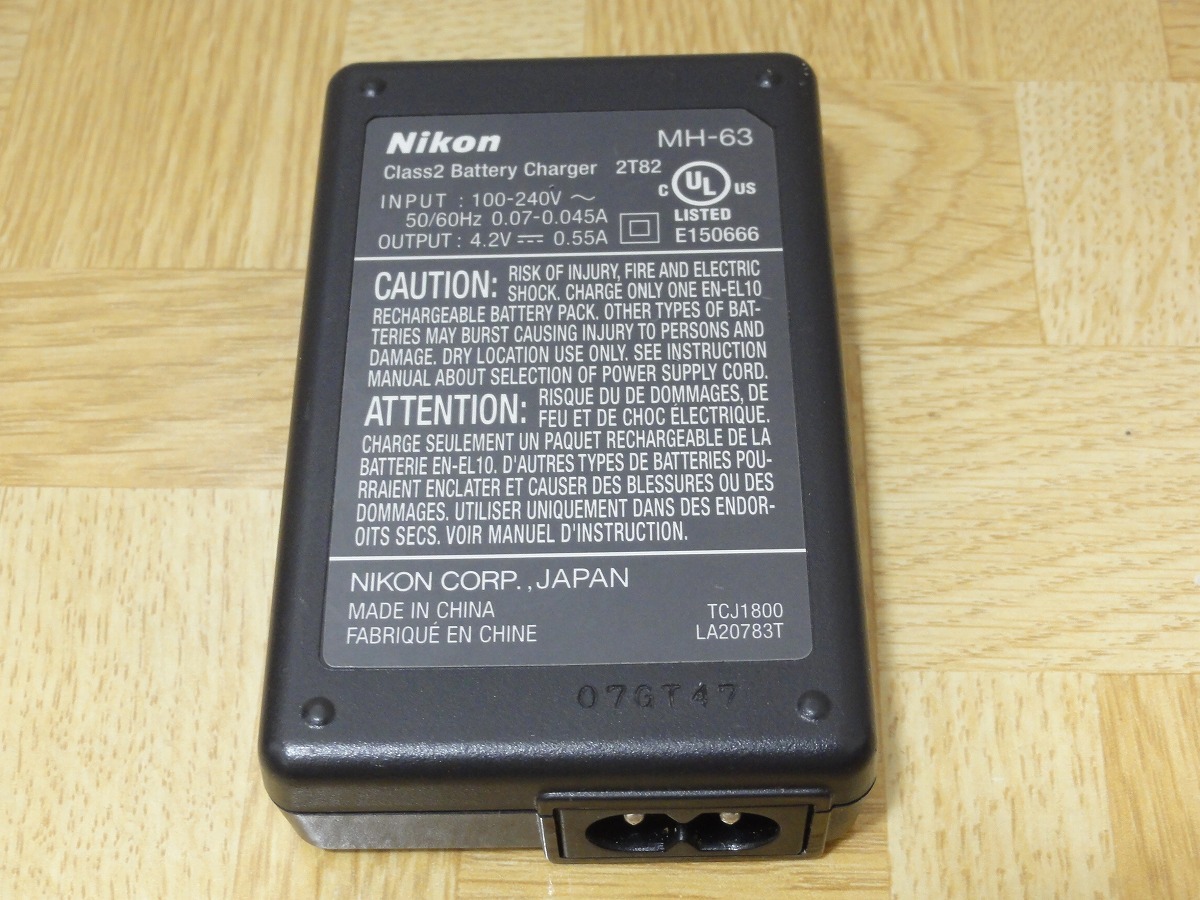 Nikon MH-63
Class2 Battery Charger 2T82
INPUT : 100-240V ~
50/60Hz 0.07-0.045A
OUTPUT : 4.2V ⎓ 0.55A
C UL US
LISTED
E150666
CAUTION: RISK OF INJURY, FIRE AND ELECTRIC
SHOCK. CHARGE ONLY ONE EN-EL10
RECHARGEABLE BATTERY PACK. OTHER TYPES OF BAT-
TERIES MAY BURST CAUSING INJURY TO PERSONS AND
DAMAGE. DRY LOCATION USE ONLY. SEE INSTRUCTION
MANUAL ABOUT SELECTION OF POWER SUPPLY CORD.
ATTENTION: RISQUE DU DE DOMMAGES, DE
FEU ET DE CHOC ÉLECTRIQUE.
CHARGE SEULEMENT UN PAQUET RECHARGEABLE DE LA
BATTERIE EN-EL10. D'AUTRES TYPES DE BATTERIES POU-
RRAIENT ENCLATER ET CAUSER DES BLESSURES OU DES
DOMMAGES. UTILISER UNIQUEMENT DANS DES ENDOR-
OITS SECS. VOIR MANUEL D'INSTRUCTION.
NIKON CORP., JAPAN
MADE IN CHINA TCJ1800
FABRIQUÉ EN CHINE LA20783T
07GT47